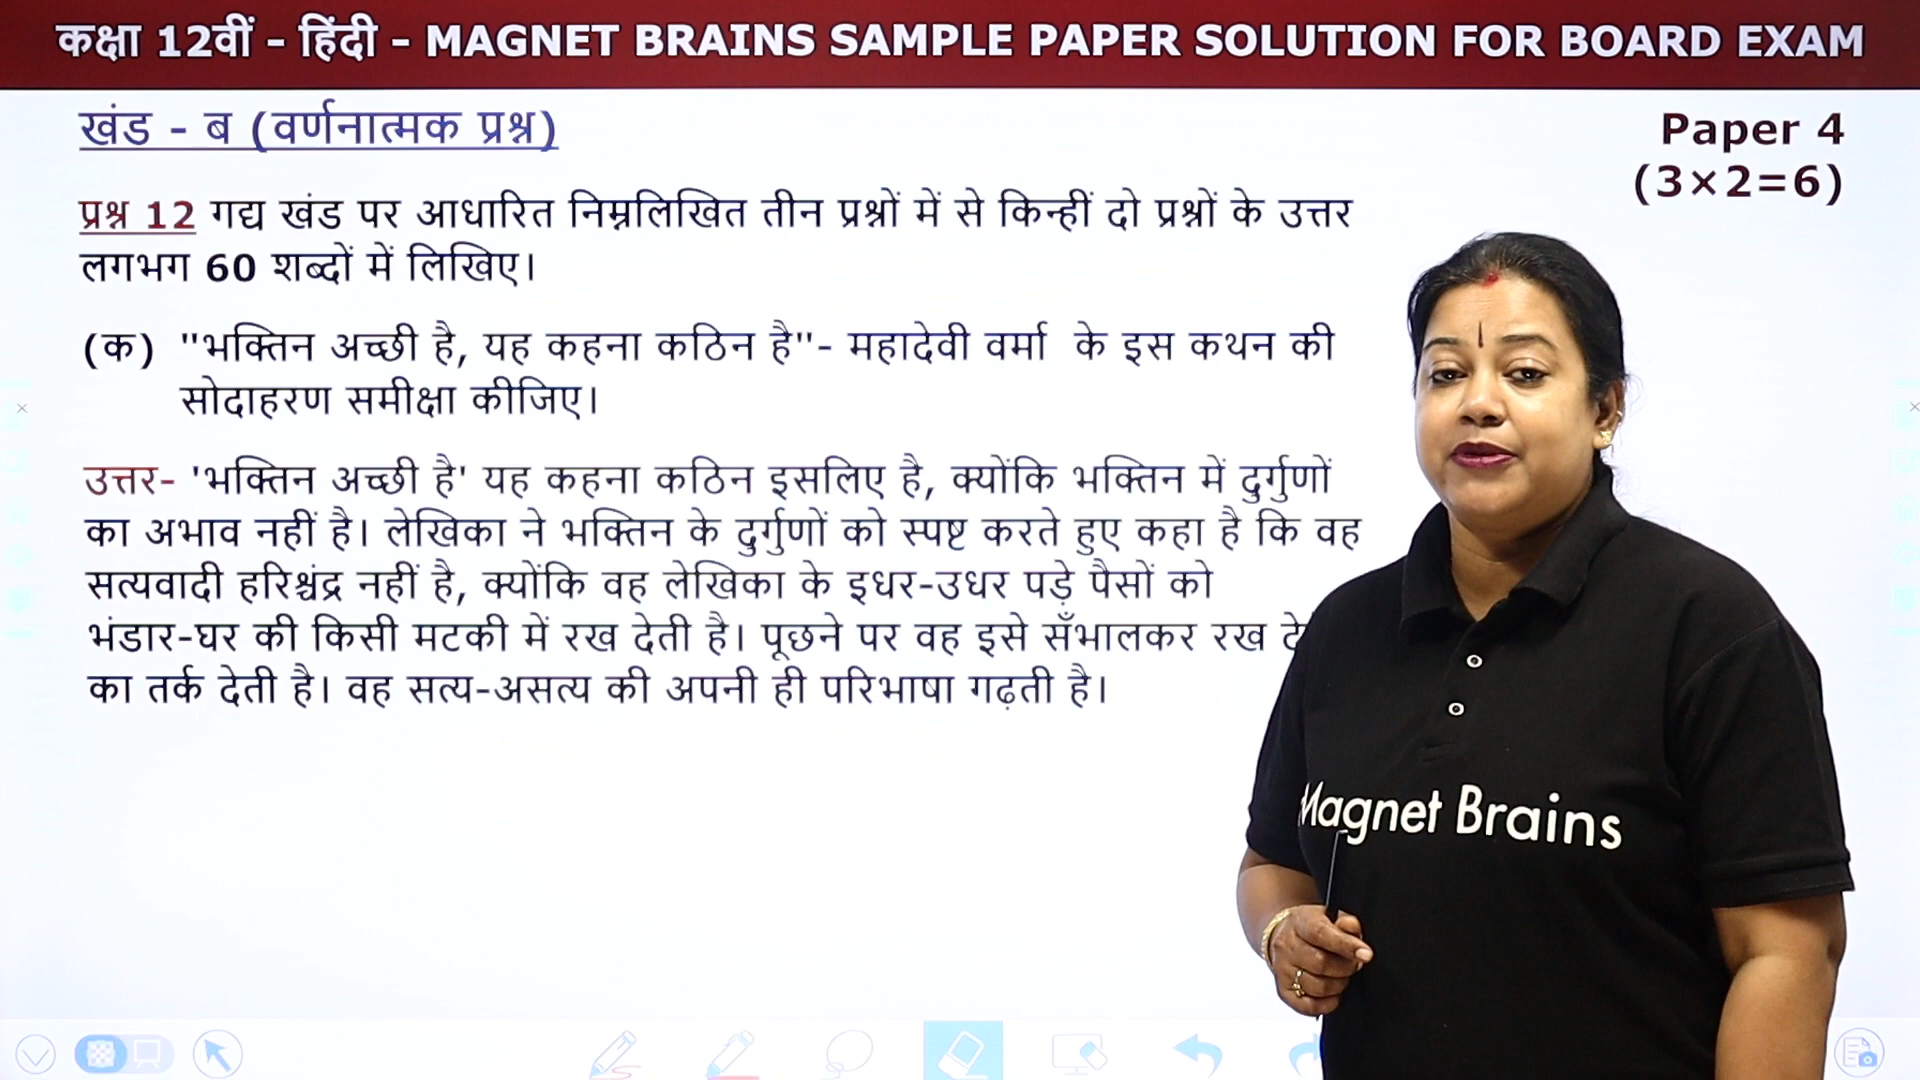 कक्षा 12वीं - हिंदी - MAGNET BRAINS SAMPLE PAPER SOLUTION FOR BOARD EXAM
खंड - ब (वर्णनात्मक प्रश्न)
Paper 4
(3×2=6)
प्रश्न 12 गद्य खंड पर आधारित निम्नलिखित तीन प्रश्नों में से किन्हीं दो प्रश्नों के उत्तर
लगभग 60 शब्दों में लिखिए।
(क) "भक्तिन अच्छी है, यह कहना कठिन है"- महादेवी वर्मा के इस कथन की
सोदाहरण समीक्षा कीजिए।
उत्तर- 'भक्तिन अच्छी है' यह कहना कठिन इसलिए है, क्योंकि भक्तिन में दुर्गुणों
का अभाव नहीं है। लेखिका ने भक्तिन के दुर्गुणों को स्पष्ट करते हुए कहा है कि वह
सत्यवादी हरिश्चंद्र नहीं है, क्योंकि वह लेखिका के इधर-उधर पड़े पैसों को
भंडार-घर की किसी मटकी में रख देती है। पूछने पर वह इसे सँभालकर रख
का तर्क देती है। वह सत्य-असत्य की अपनी ही परिभाषा गढ़ती है।
Magnet Brains